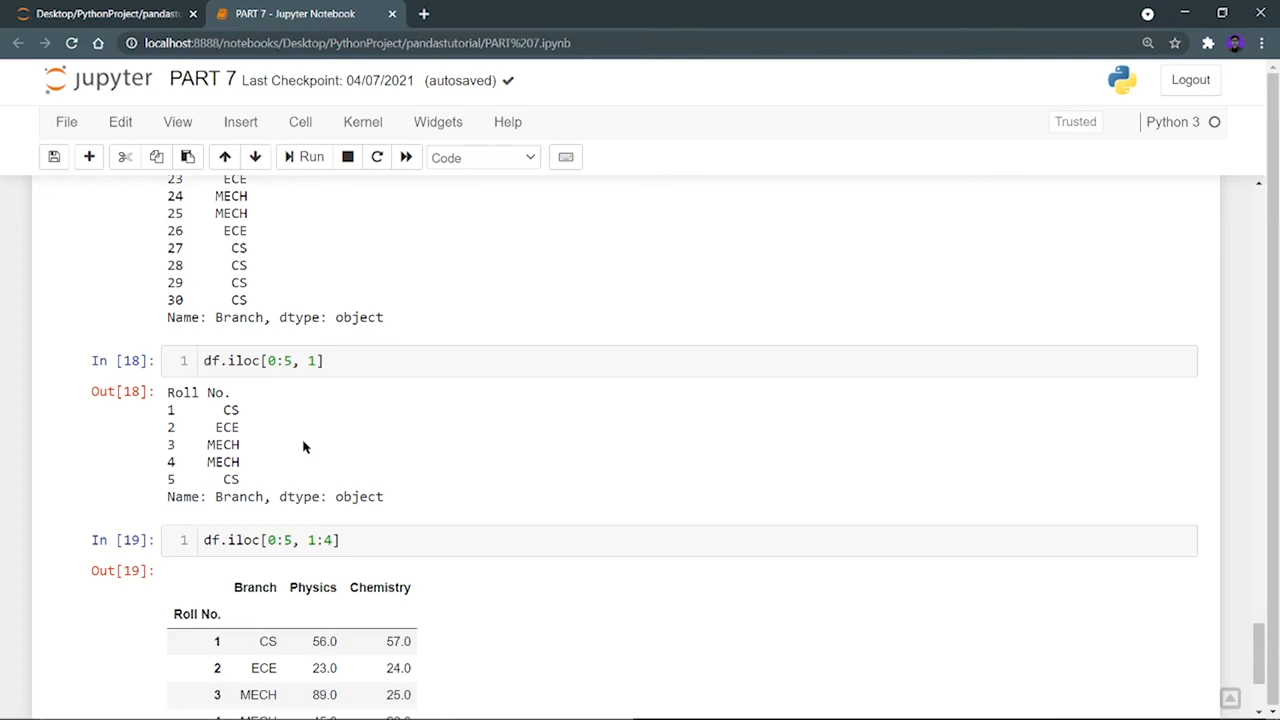 Desktop/PythonProject/pandast
PART 7 - Jupyter Notebook
localhost:8888/notebooks/Desktop/PythonProject/pandastutorial/PART%207.ipynb
jupyter PART 7 Last Checkpoint: 04/07/2021 (autosaved)
Logout
File Edit View Insert Cell Kernel Widgets Help
Trusted
Python 3
Run
Code
23 ECE
24 MECH
25 MECH
26 ECE
27 CS
28 CS
29 CS
30 CS
Name: Branch, dtype: object
In [18]: 1 df.iloc[0:5, 1]
Out[18]: Roll No.
1 CS
2 ECE
3 MECH
4 MECH
5 CS
Name: Branch, dtype: object
In [19]: 1 df.iloc[0:5, 1:4]
Out[19]:
Branch Physics Chemistry
Roll No.
1 CS 56.0 57.0
2 ECE 23.0 24.0
3 MECH 89.0 25.0